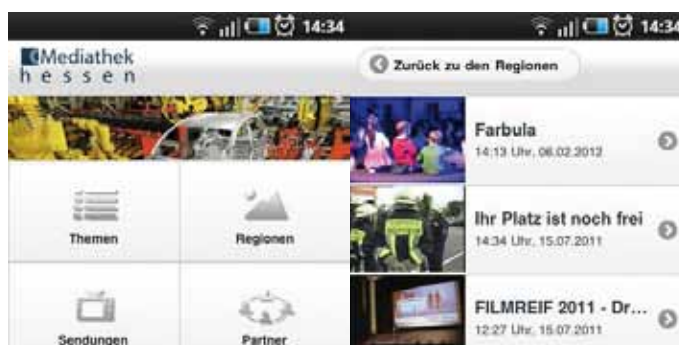 14:34
Mediathek
hessen
Themen
Regionen
Sendungen
Partner
14:34
Zurück zu den Regionen
Farbula
14:13 Uhr, 06.02.2012
Ihr Platz ist noch frei
14:34 Uhr, 15.07.2011
FILMREIF 2011 - Dr...
12:27 Uhr, 15.07.2011